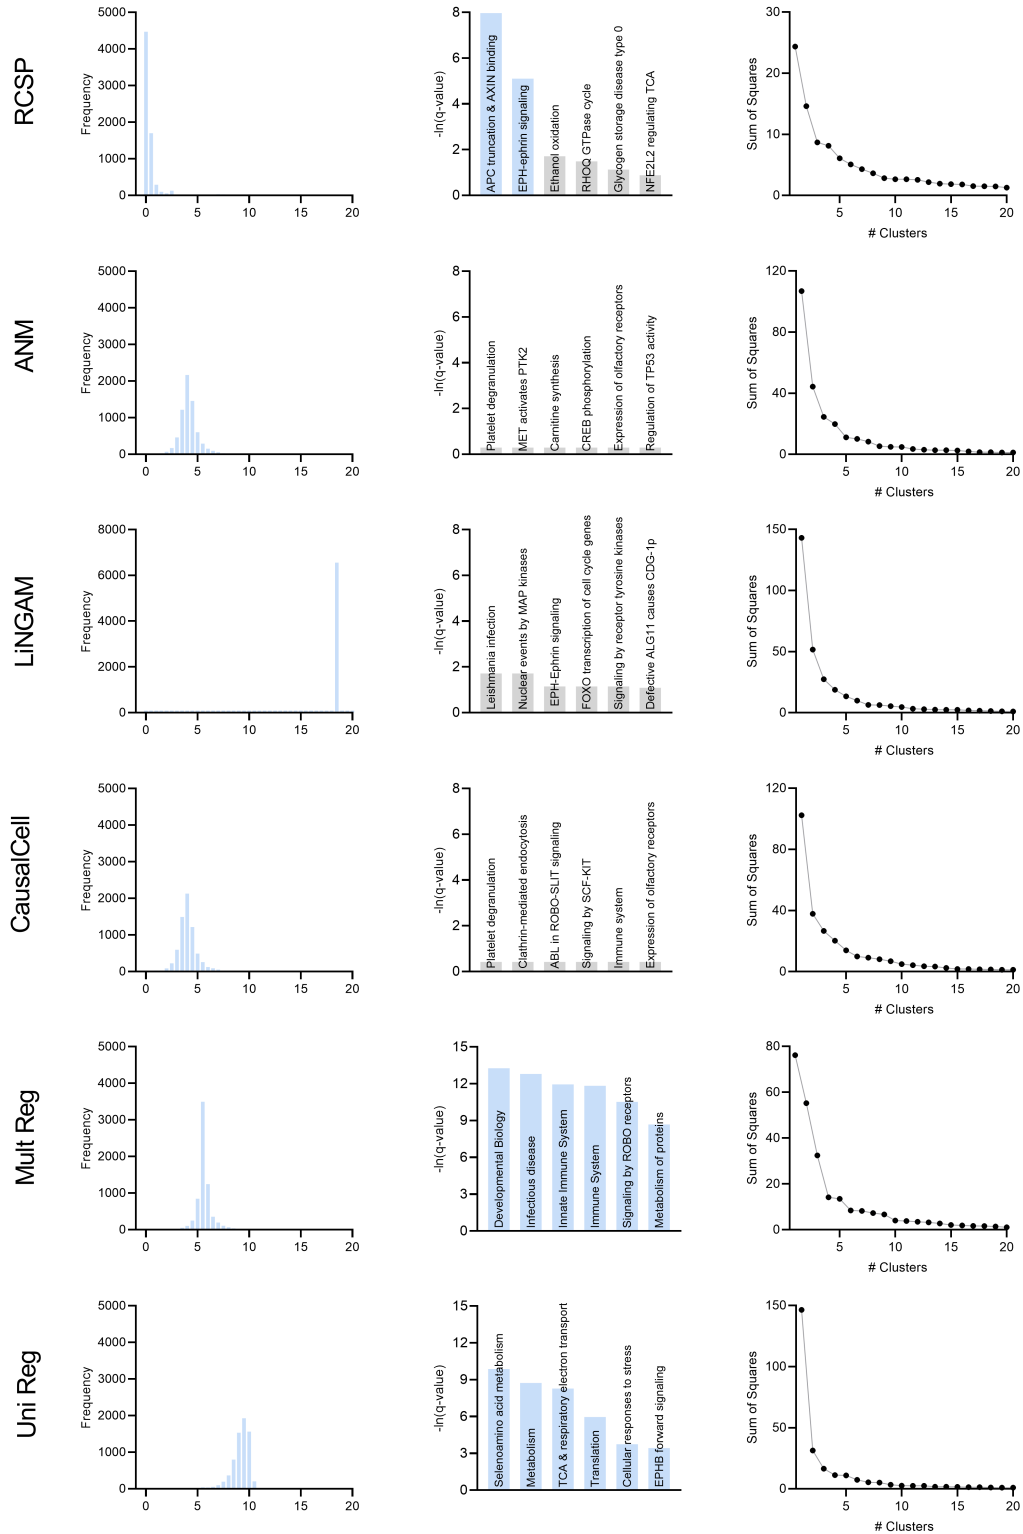 RCSP
5000
4000
3000
2000
1000
0
Frequency
0 5 10 15 20
8
6
4
2
0
-ln(q-value)
APC truncation & AXIN binding
EPH-ephrin signaling
Ethanol oxidation
RHOQ GTPase cycle
Glycogen storage disease type 0
NFE2L2 regulating TCA
30
20
10
0
Sum of Squares
5 10 15 20
# Clusters
ANM
5000
4000
3000
2000
1000
0
Frequency
0 5 10 15 20
8
6
4
2
0
-ln(q-value)
Platelet degranulation
MET activates PTK2
Carnitine synthesis
CREB phosphorylation
Expression of olfactory receptors
Regulation of TP53 activity
120
80
40
0
Sum of Squares
5 10 15 20
# Clusters
LiNGAM
8000
6000
4000
2000
0
Frequency
0 5 10 15 20
8
6
4
2
0
-ln(q-value)
Leishmania infection
Nuclear events by MAP kinases
EPH-Ephrin signaling
FOXO transcription of cell cycle genes
Signaling by receptor tyrosine kinases
Defective ALG11 causes CDG-1p
150
100
50
0
Sum of Squares
5 10 15 20
# Clusters
CausalCell
5000
4000
3000
2000
1000
0
Frequency
0 5 10 15 20
8
6
4
2
0
-ln(q-value)
Platelet degranulation
Clathrin-mediated endocytosis
ABL in ROBO-SLIT signaling
Signaling by SCF-KIT
Immune system
Expression of olfactory receptors
120
80
40
0
Sum of Squares
5 10 15 20
# Clusters
Mult Reg
5000
4000
3000
2000
1000
0
Frequency
0 5 10 15 20
15
12
9
6
3
0
-ln(q-value)
Developmental Biology
Infectious disease
Innate Immune System
Immune System
Signaling by ROBO receptors
Metabolism of proteins
80
60
40
20
0
Sum of Squares
5 10 15 20
# Clusters
Uni Reg
5000
4000
3000
2000
1000
0
Frequency
0 5 10 15 20
15
12
9
6
3
0
-ln(q-value)
Selenoamino acid metabolism
Metabolism
TCA & respiratory electron transport
Translation
Cellular responses to stress
EPHB forward signaling
150
100
50
0
Sum of Squares
5 10 15 20
# Clusters